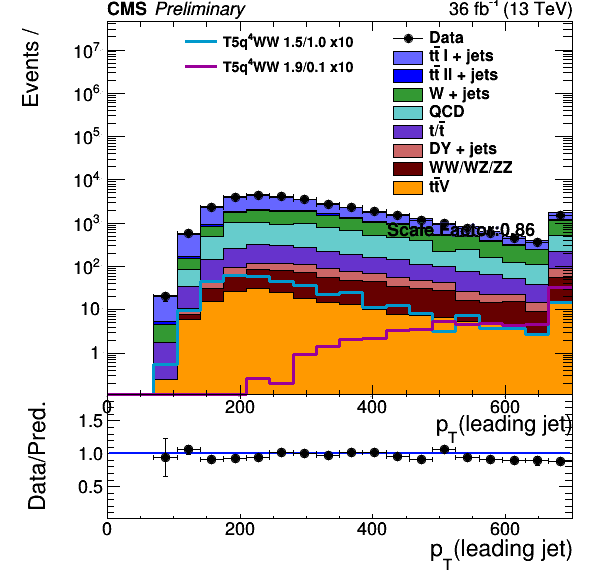 CMS Preliminary 36 fb⁻¹ (13 TeV)
Events /
T5q⁴WW 1.5/1.0 x10
T5q⁴WW 1.9/0.1 x10
Data
tt̄ l + jets
tt̄ ll + jets
W + jets
QCD
t/t̄
DY + jets
WW/WZ/ZZ
tt̄V
Scale Factor:0.86
10⁷
10⁶
10⁵
10⁴
10³
10²
10
1
0 200 400 600
p_T(leading jet)
Data/Pred.
1.5
1.0
0.5
0 200 400 600
p_T(leading jet)